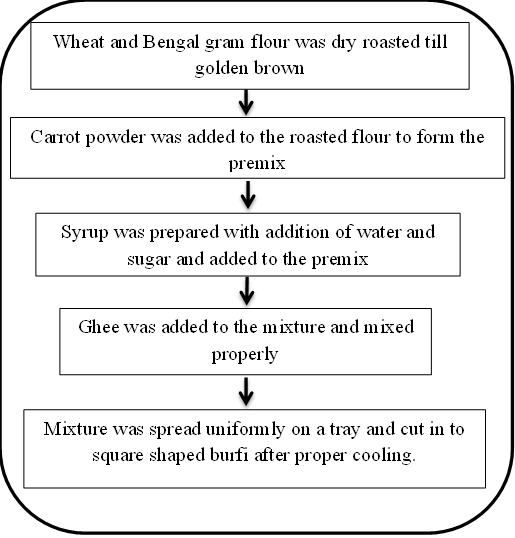 Wheat and Bengal gram flour was dry roasted till
golden brown
Carrot powder was added to the roasted flour to form the
premix
Syrup was prepared with addition of water and
sugar and added to the premix
Ghee was added to the mixture and mixed
properly
Mixture was spread uniformly on a tray and cut in to
square shaped burfi after proper cooling.